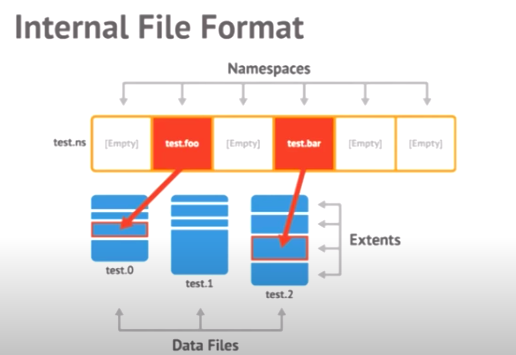 Internal File Format
Namespaces
test.ns
[Empty]
test.foo
[Empty]
test.bar
[Empty]
[Empty]
Extents
test.0
test.1
test.2
Data Files